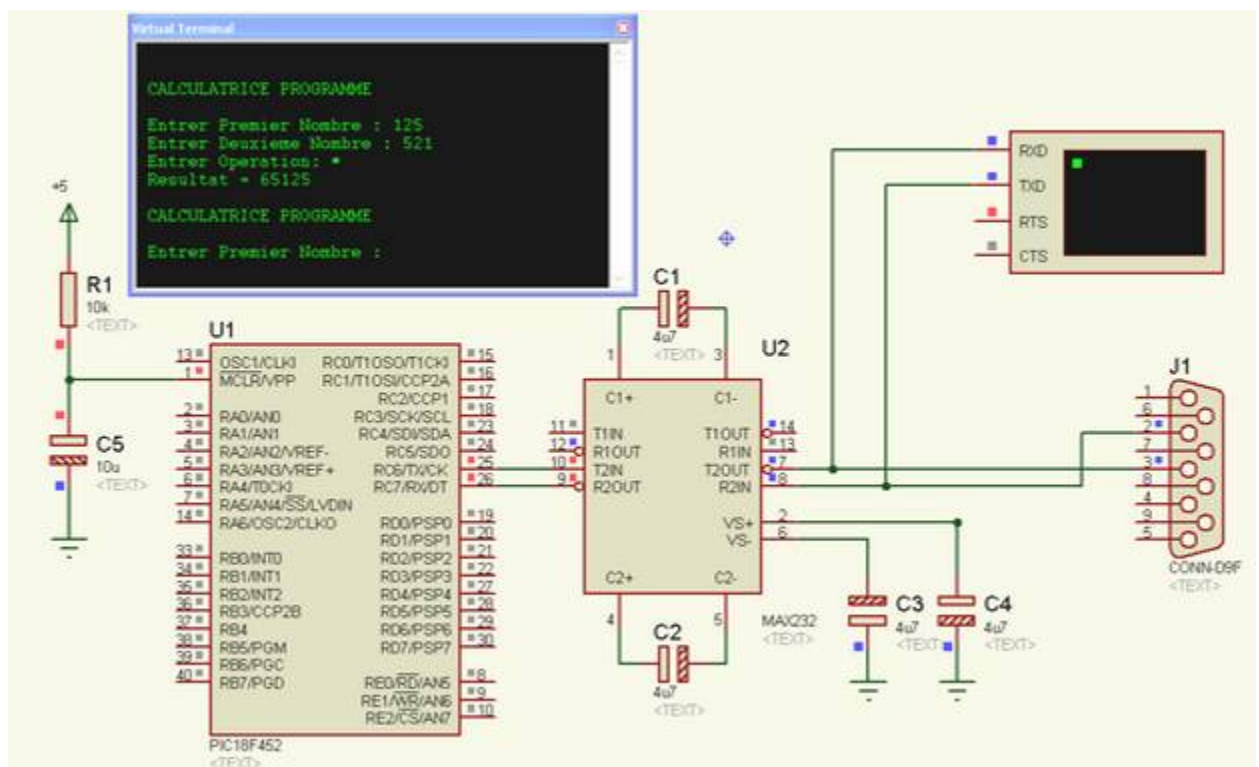 Virtual Terminal
CALCULATRICE PROGRAMME
Entrer Premier Nombre : 125
Entrer Deuxieme Nombre : 521
Entrer Operation: *
Resultat = 65125
CALCULATRICE PROGRAMME
Entrer Premier Nombre :
+5
R1
10k
<TEXT>
C5
10u
<TEXT>
U1
13 OSC1/CLKI
1 MCLR/VPP
2 RA0/AN0
3 RA1/AN1
4 RA2/AN2/VREF-
5 RA3/AN3/VREF+
6 RA4/T0CKI
7 RA5/AN4/SS/LVDIN
14 RA6/OSC2/CLKO
33 RB0/INT0
34 RB1/INT1
35 RB2/INT2
36 RB3/CCP2B
37 RB4
38 RB5/PGM
39 RB6/PGC
40 RB7/PGD
RC0/T1OSO/T1CKI 15
RC1/T1OSI/CCP2A 16
RC2/CCP1 17
RC3/SCK/SCL 18
RC4/SDI/SDA 23
RC5/SDO 24
RC6/TX/CK 25
RC7/RX/DT 26
RD0/PSP0 19
RD1/PSP1 20
RD2/PSP2 21
RD3/PSP3 22
RD4/PSP4 27
RD5/PSP5 28
RD6/PSP6 29
RD7/PSP7 30
RE0/RD/AN5 8
RE1/WR/AN6 9
RE2/CS/AN7 10
PIC18F452
<TEXT>
C1
4u7
<TEXT>
U2
1
3
C1+
C1-
11 T1IN
12 R1OUT
10 T2IN
9 R2OUT
T1OUT 14
R1IN 13
T2OUT 7
R2IN 8
VS+ 2
VS- 6
C2+
C2-
4
5
MAX232
<TEXT>
C2
4u7
<TEXT>
C3
4u7
<TEXT>
C4
4u7
<TEXT>
RXD
TXD
RTS
CTS
J1
1
6
2
7
3
8
4
9
5
CONN-D9F
<TEXT>